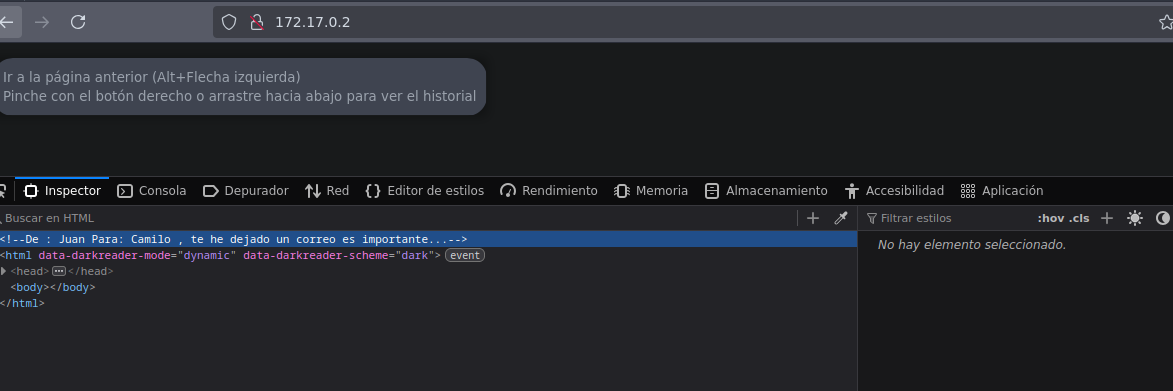 172.17.0.2
Ir a la página anterior (Alt+Flecha izquierda)
Pinche con el botón derecho o arrastre hacia abajo para ver el historial
Inspector Consola Depurador Red Editor de estilos Rendimiento Memoria Almacenamiento Accesibilidad Aplicación
Buscar en HTML
Filtrar estilos :hov .cls
<!--De : Juan Para: Camilo , te he dejado un correo es importante...-->
No hay elemento seleccionado.
<html data-darkreader-mode="dynamic" data-darkreader-scheme="dark"> event
<head>…</head>
<body></body>
</html>